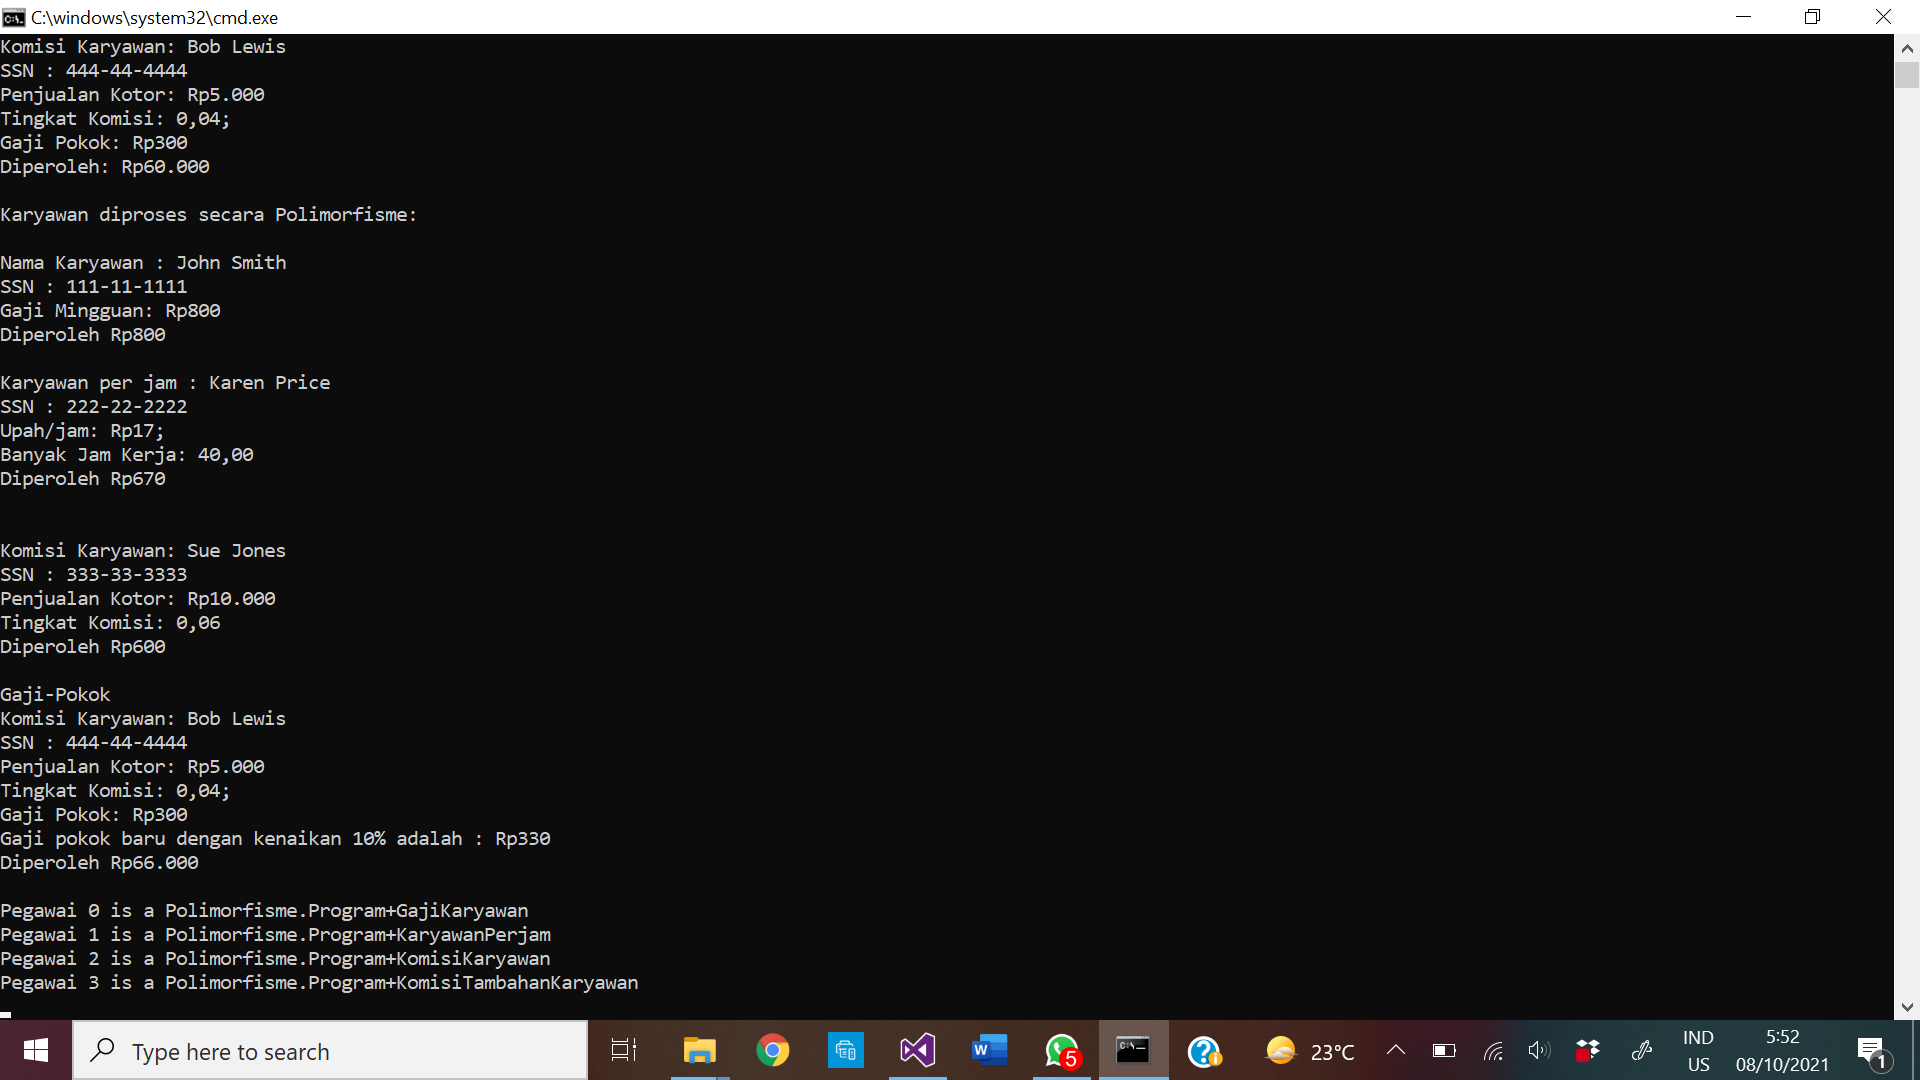 C:\windows\system32\cmd.exe
Komisi Karyawan: Bob Lewis
SSN : 444-44-4444
Penjualan Kotor: Rp5.000
Tingkat Komisi: 0,04;
Gaji Pokok: Rp300
Diperoleh: Rp60.000
Karyawan diproses secara Polimorfisme:
Nama Karyawan : John Smith
SSN : 111-11-1111
Gaji Mingguan: Rp800
Diperoleh Rp800
Karyawan per jam : Karen Price
SSN : 222-22-2222
Upah/jam: Rp17;
Banyak Jam Kerja: 40,00
Diperoleh Rp670
Komisi Karyawan: Sue Jones
SSN : 333-33-3333
Penjualan Kotor: Rp10.000
Tingkat Komisi: 0,06
Diperoleh Rp600
Gaji-Pokok
Komisi Karyawan: Bob Lewis
SSN : 444-44-4444
Penjualan Kotor: Rp5.000
Tingkat Komisi: 0,04;
Gaji Pokok: Rp300
Gaji pokok baru dengan kenaikan 10% adalah : Rp330
Diperoleh Rp66.000
Pegawai 0 is a Polimorfisme.Program+GajiKaryawan
Pegawai 1 is a Polimorfisme.Program+KaryawanPerjam
Pegawai 2 is a Polimorfisme.Program+KomisiKaryawan
Pegawai 3 is a Polimorfisme.Program+KomisiTambahanKaryawan
Type here to search
5
23°C
IND
US
5:52
08/10/2021
1